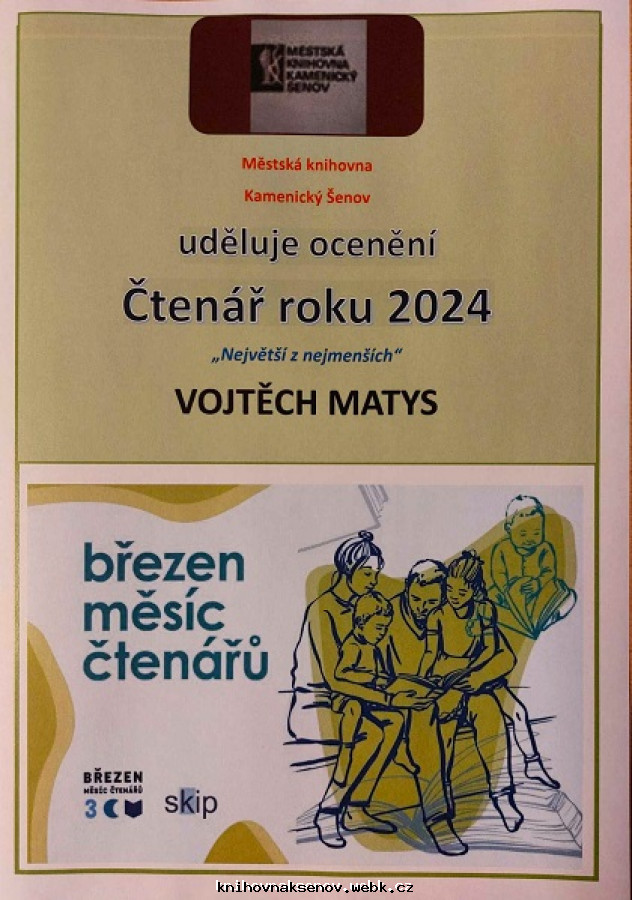 MĚSTSKÁ
KNIHOVNA
KAMENICKÝ
ŠENOV
Městská knihovna
Kamenický Šenov
uděluje ocenění
Čtenář roku 2024
„Největší z nejmenších“
VOJTĚCH MATYS
březen
měsíc
čtenářů
BŘEZEN
MĚSÍC ČTENÁŘŮ
3
skip
knihovnaksenov.webk.cz